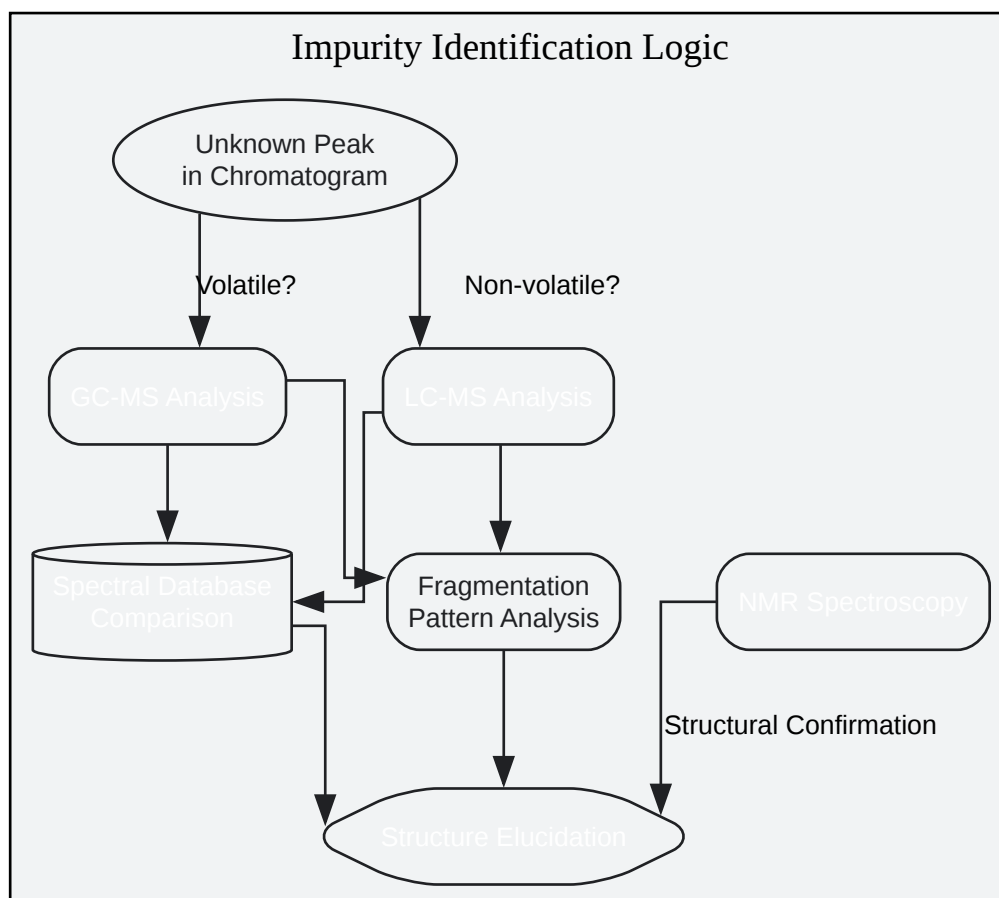 Impurity Identification Logic
Unknown Peak
in Chromatogram
Volatile?
Non-volatile?
GC-MS Analysis
LC-MS Analysis
Spectral Database
Comparison
Fragmentation
Pattern Analysis
NMR Spectroscopy
Structural Confirmation
Structure Elucidation